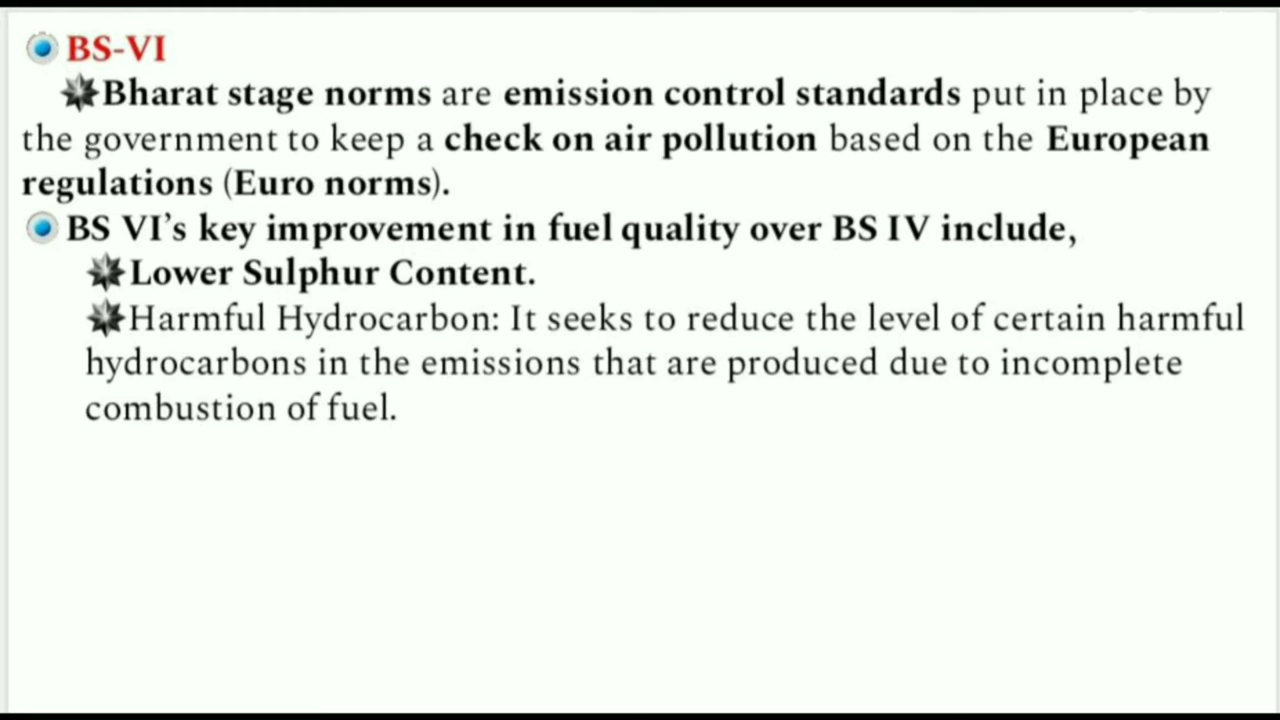 BS-VI
Bharat stage norms are emission control standards put in place by
the government to keep a check on air pollution based on the European
regulations (Euro norms).
BS VI's key improvement in fuel quality over BS IV include,
Lower Sulphur Content.
Harmful Hydrocarbon: It seeks to reduce the level of certain harmful
hydrocarbons in the emissions that are produced due to incomplete
combustion of fuel.